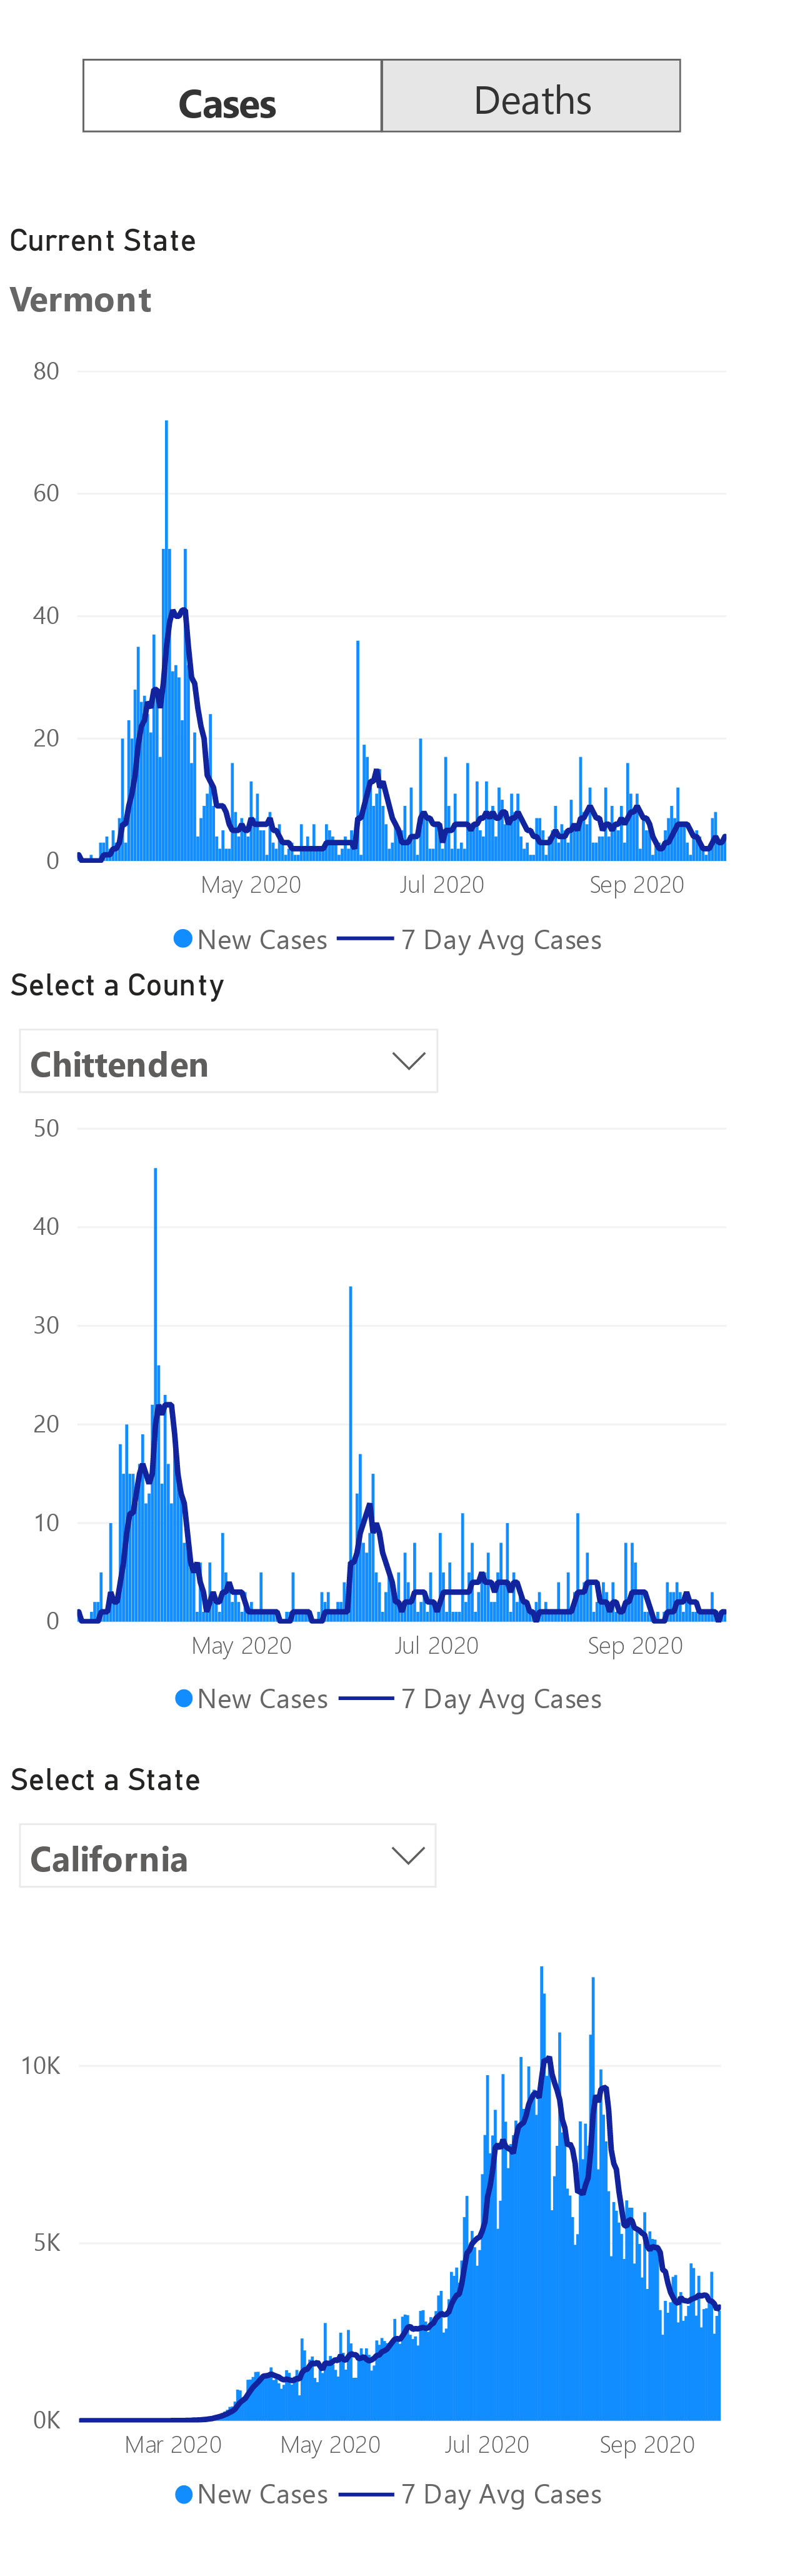 Cases Deaths
Current State
Vermont
80
60
40
20
0
May 2020 Jul 2020 Sep 2020
New Cases 7 Day Avg Cases
Select a County
Chittenden
50
40
30
20
10
0
May 2020 Jul 2020 Sep 2020
New Cases 7 Day Avg Cases
Select a State
California
10K
5K
0K
Mar 2020 May 2020 Jul 2020 Sep 2020
New Cases 7 Day Avg Cases